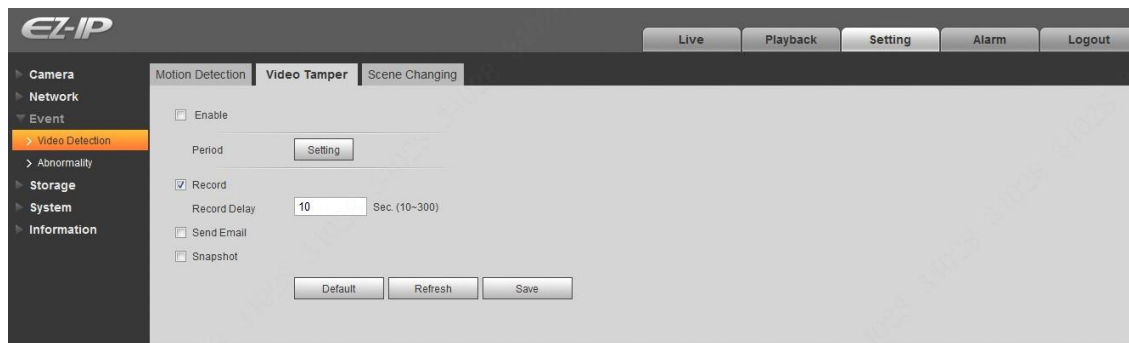 EZ-IP
Live Playback Setting Alarm Logout
Camera
Network
Event
Video Detection
Abnormality
Storage
System
Information
Motion Detection Video Tamper Scene Changing
Enable
Period Setting
Record
Record Delay 10 Sec. (10~300)
Send Email
Snapshot
Default Refresh Save